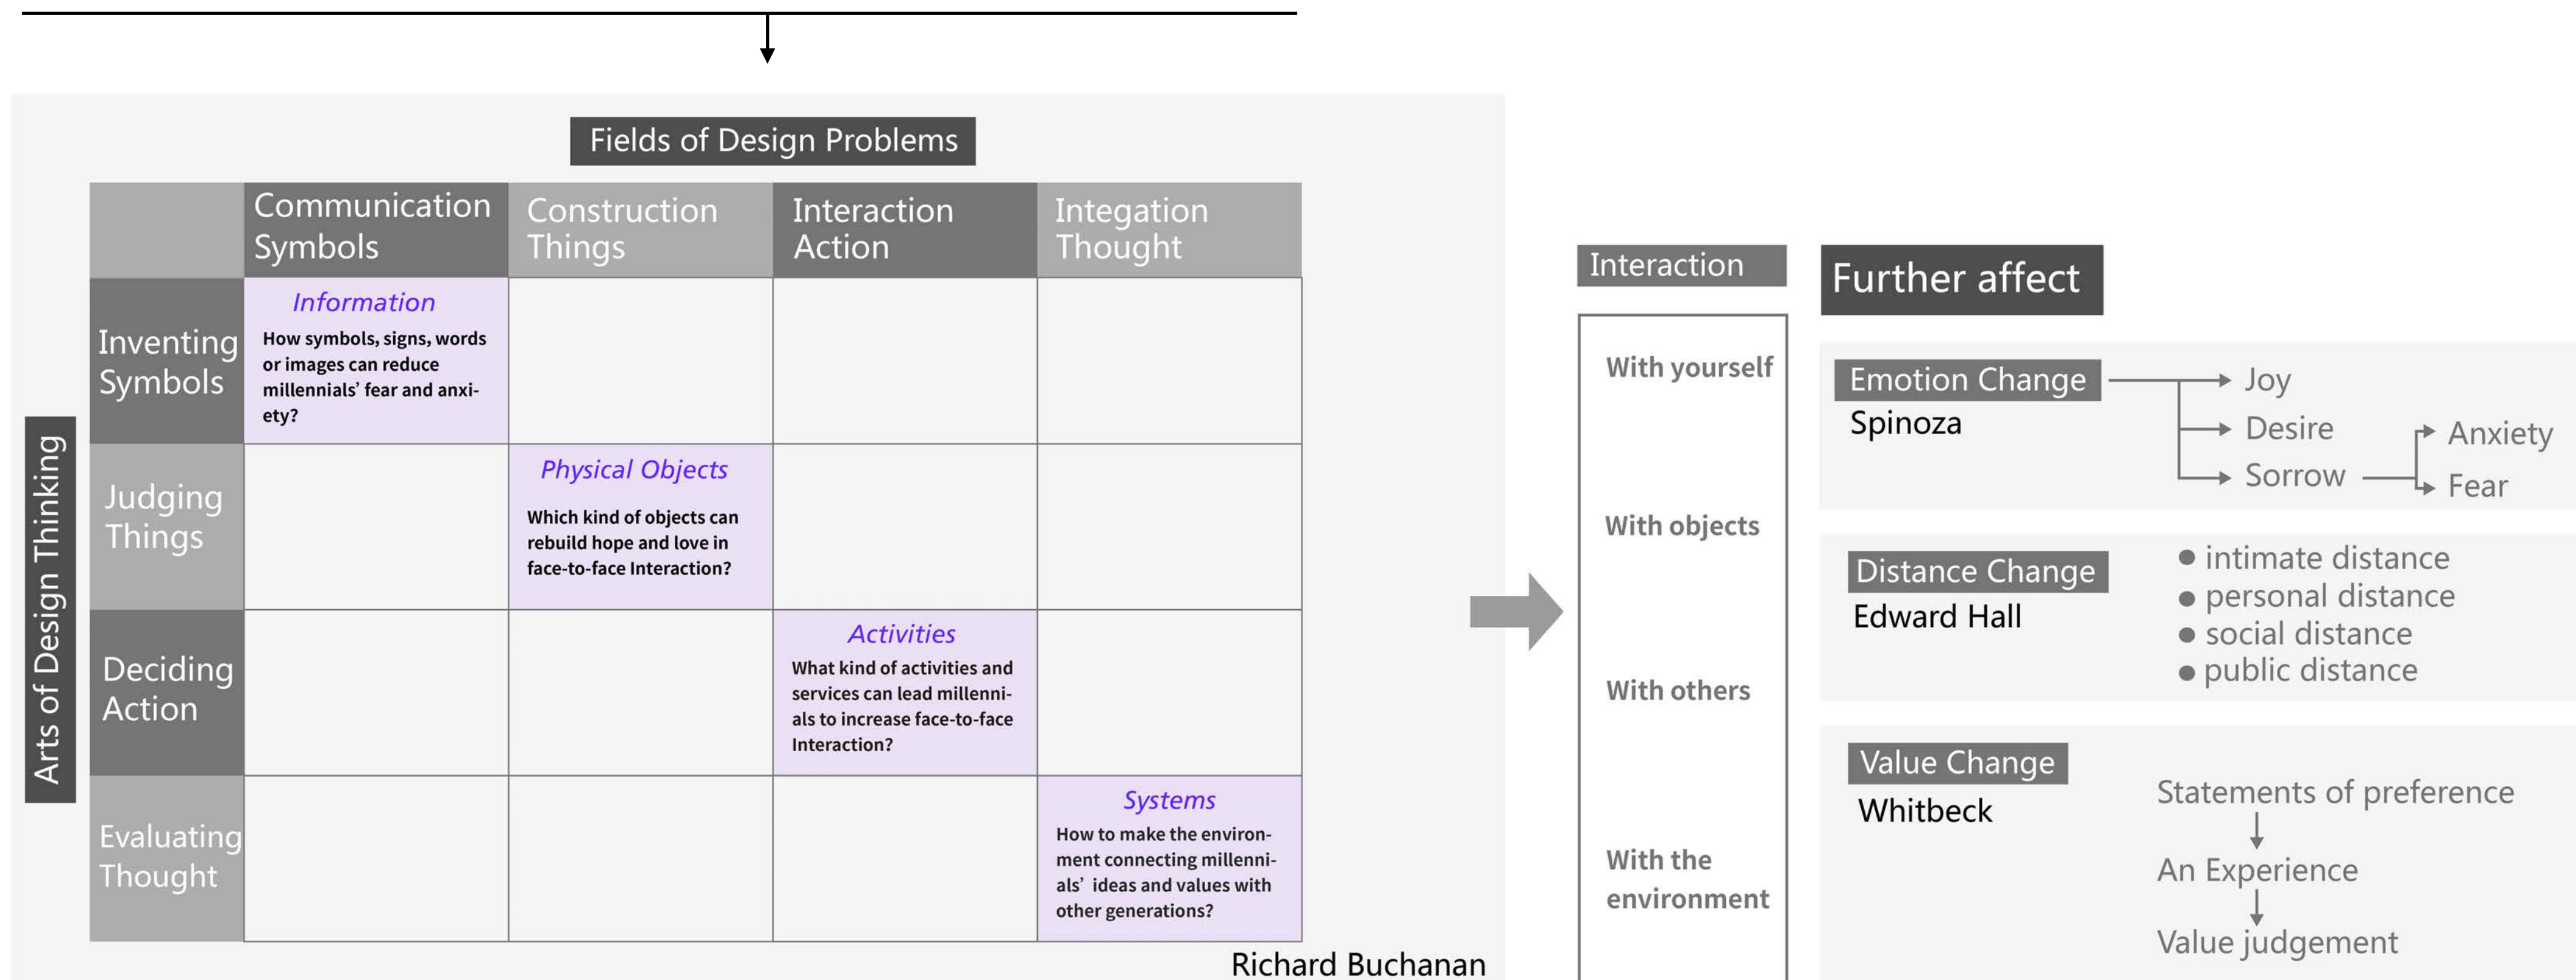 Fields of Design Problems
Communication
Symbols
Construction
Things
Interaction
Action
Integation
Thought
Arts of Design Thinking
Inventing
Symbols
Information
How symbols, signs, words
or images can reduce
millennials’ fear and anxi-
ety?
Judging
Things
Physical Objects
Which kind of objects can
rebuild hope and love in
face-to-face Interaction?
Deciding
Action
Activities
What kind of activities and
services can lead millenni-
als to increase face-to-face
Interaction?
Evaluating
Thought
Systems
How to make the environ-
ment connecting millenni-
als’ ideas and values with
other generations?
Richard Buchanan
Interaction
With yourself
With objects
With others
With the
environment
Further affect
Emotion Change
Spinoza
Joy
Desire
Sorrow
Anxiety
Fear
Distance Change
Edward Hall
● intimate distance
● personal distance
● social distance
● public distance
Value Change
Whitbeck
Statements of preference
An Experience
Value judgement